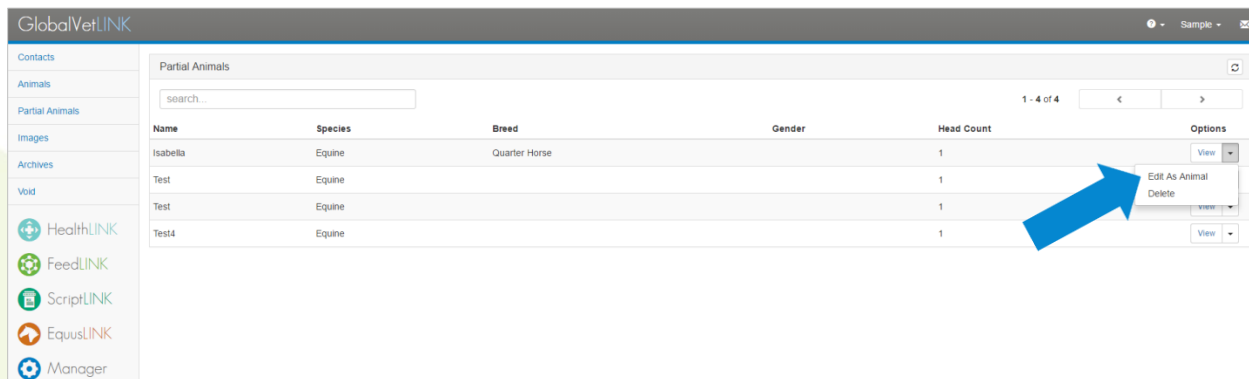 GlobalVetLINK
Sample
Contacts
Animals
Partial Animals
Images
Archives
Void
HealthLINK
FeedLINK
ScriptLINK
EquusLINK
Manager
Partial Animals
search...
1 - 4 of 4 < >
Name Species Breed Gender Head Count Options
Isabella Equine Quarter Horse 1 View
Edit As Animal
Test Equine 1
Delete
Test Equine 1 View
Test4 Equine 1 View